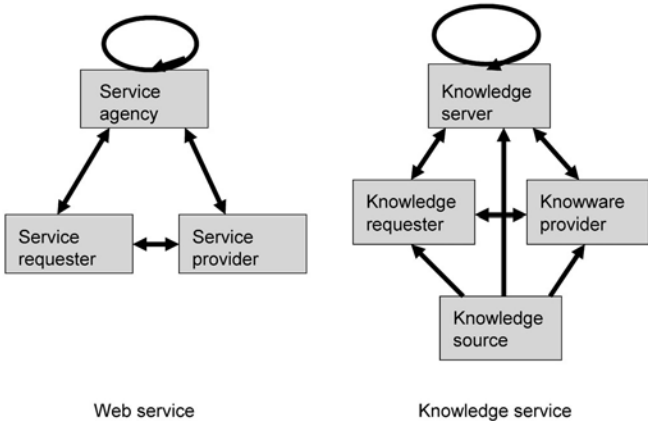 Service
agency
Knowledge
server
Knowledge
requester
Knowware
provider
Service
requester
Service
provider
Knowledge
source
Web service
Knowledge service